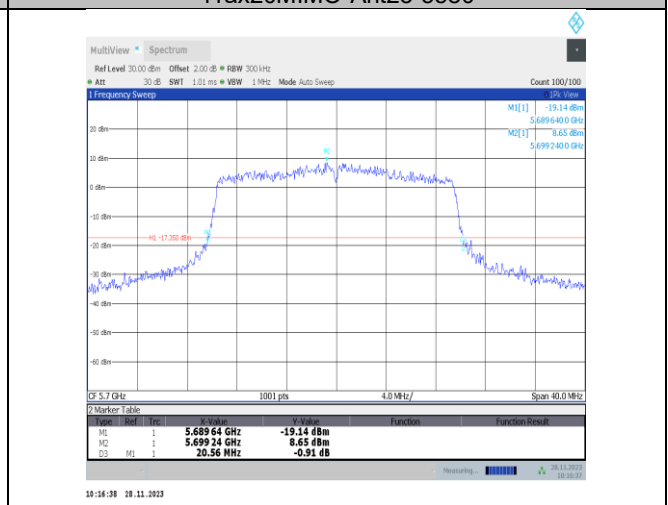 MultiView Spectrum
Ref Level 30.00 dBm Offset 2.00 dB RBW 300 kHz
Att 30 dB SWT 1.01 ms VBW 1 MHz Mode Auto Sweep Count 100/100
1 Frequency Sweep 1Pk View
M1[1] -19.14 dBm
5.6896400 GHz
20 dBm M2[1] 8.65 dBm
5.6992400 GHz
M2
10 dBm
0 dBm
-10 dBm
H1 -17.350 dBm
-20 dBm
-30 dBm
-40 dBm
-50 dBm
-60 dBm
CF 5.7 GHz 1001 pts 4.0 MHz/ Span 40.0 MHz
2 Marker Table
Type Ref Trc X-Value Y-Value Function Function Result
M1 1 5.689 64 GHz -19.14 dBm
M2 1 5.699 24 GHz 8.65 dBm
D3 M1 1 20.56 MHz -0.91 dB
Measuring... 28.11.2023
10:16:37
10:16:38 28.11.2023